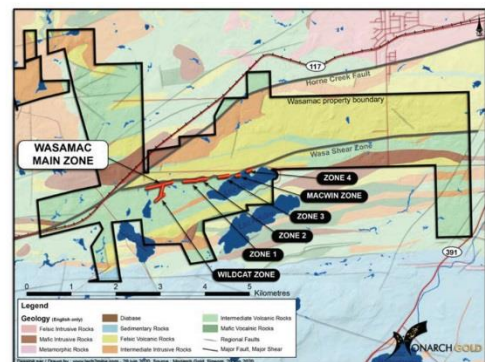 117
Horne Creek Fault
Wasamac property boundary
WASAMAC
MAIN ZONE
Wasa Shear Zone
ZONE 4
MACWIN ZONE
ZONE 3
ZONE 2
ZONE 1
WILDCAT ZONE
391
0 1 2 3 4 5
Kilometres
Legend
Geology (English only)
Felsic Intrusive Rocks
Mafic Intrusive Rocks
Metamorphic Rocks
Diabase
Sedimentary Rocks
Felsic Volcanic Rocks
Intermediate Intrusive Rocks
Intermediate Volcanic Rocks
Mafic Vocalnic Rocks
Regional Faults
Major Fault, Major Shear
MONARCH GOLD